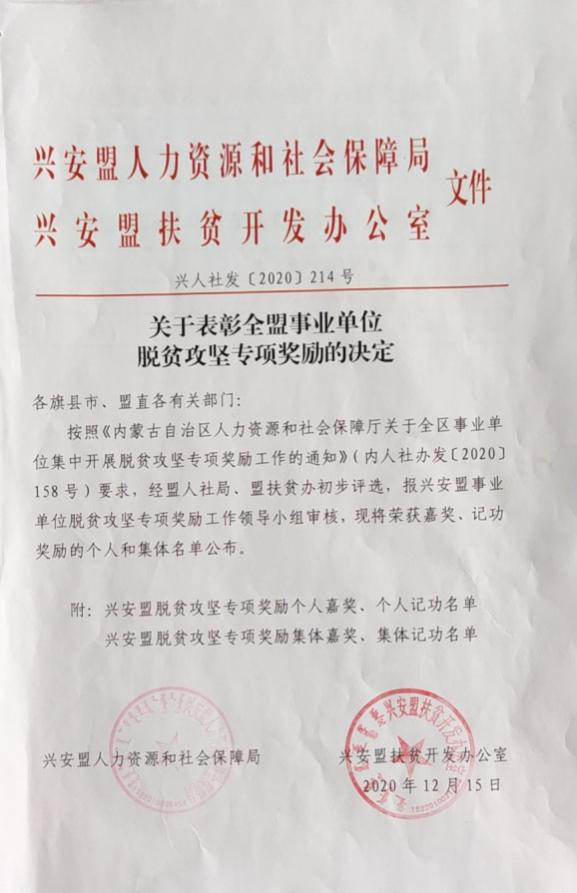 兴安盟人力资源和社会保障局
兴安盟扶贫开发办公室
文件
兴人社发〔2020〕214号
关于表彰全盟事业单位
脱贫攻坚专项奖励的决定
各旗县市、盟直各有关部门：
按照《内蒙古自治区人力资源和社会保障厅关于全区事业单
位集中开展脱贫攻坚专项奖励工作的通知》（内人社办发〔2020〕
158号）要求，经盟人社局、盟扶贫办初步评选，报兴安盟事业
单位脱贫攻坚专项奖励工作领导小组审核，现将荣获嘉奖、记功
奖励的个人和集体名单公布。
附：兴安盟脱贫攻坚专项奖励个人嘉奖、个人记功名单
兴安盟脱贫攻坚专项奖励集体嘉奖、集体记功名单
兴安盟人力资源和社会保障局
兴安盟扶贫开发办公室
2020年12月15日
兴安盟扶贫开发办公室